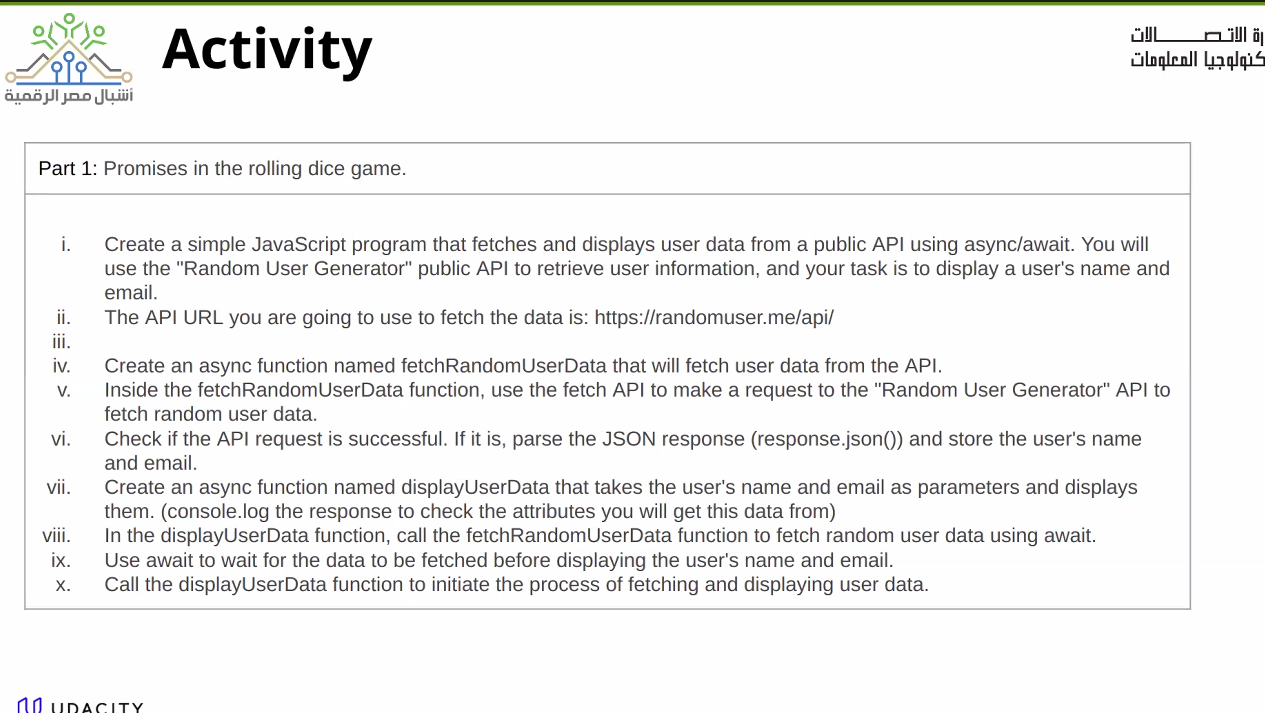 Activity
رة الاتصالات
كنولوجيا المعلومات
أشبال مصر الرقمية
Part 1: Promises in the rolling dice game.
i. Create a simple JavaScript program that fetches and displays user data from a public API using async/await. You will
use the "Random User Generator" public API to retrieve user information, and your task is to display a user's name and
email.
ii. The API URL you are going to use to fetch the data is: https://randomuser.me/api/
iii.
iv. Create an async function named fetchRandomUserData that will fetch user data from the API.
v. Inside the fetchRandomUserData function, use the fetch API to make a request to the "Random User Generator" API to
fetch random user data.
vi. Check if the API request is successful. If it is, parse the JSON response (response.json()) and store the user's name
and email.
vii. Create an async function named displayUserData that takes the user's name and email as parameters and displays
them. (console.log the response to check the attributes you will get this data from)
viii. In the displayUserData function, call the fetchRandomUserData function to fetch random user data using await.
ix. Use await to wait for the data to be fetched before displaying the user's name and email.
x. Call the displayUserData function to initiate the process of fetching and displaying user data.
UDACITY